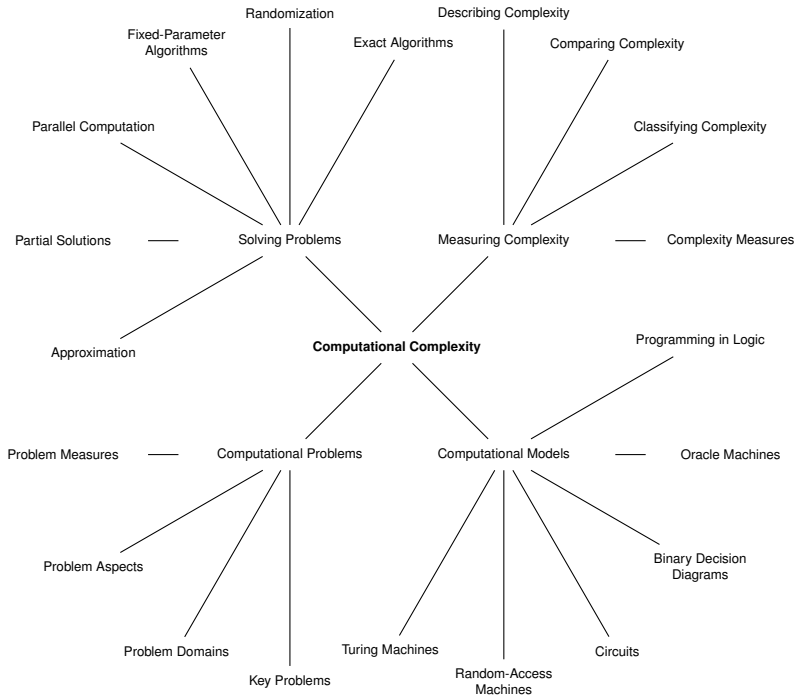 Randomization
Describing Complexity
Fixed-Parameter
Algorithms
Exact Algorithms
Comparing Complexity
Parallel Computation
Classifying Complexity
Partial Solutions
Solving Problems
Measuring Complexity
Complexity Measures
Approximation
Computational Complexity
Programming in Logic
Problem Measures
Computational Problems
Computational Models
Oracle Machines
Problem Aspects
Binary Decision
Diagrams
Problem Domains
Key Problems
Turing Machines
Random-Access
Machines
Circuits